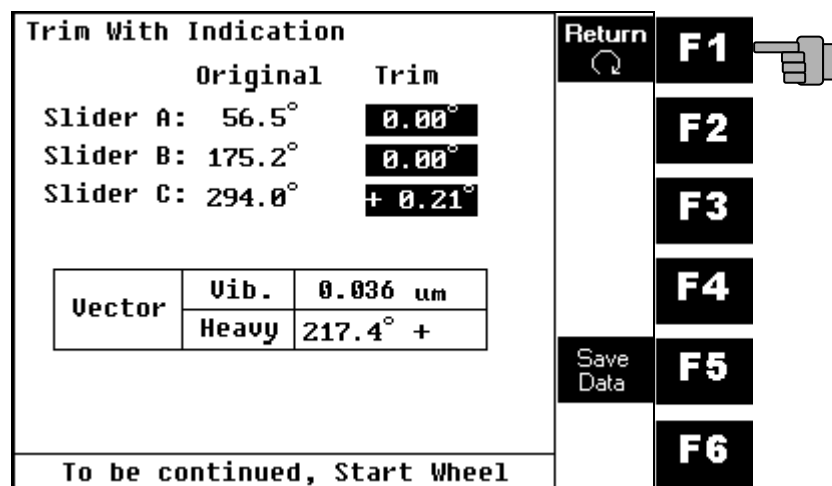 Trim With Indication
Original Trim
Slider A: 56.5° 0.00°
Slider B: 175.2° 0.00°
Slider C: 294.0° + 0.21°
Vector Vib. 0.036 um
Heavy 217.4° +
To be continued, Start Wheel
Return
Save
Data
F1
F2
F3
F4
F5
F6